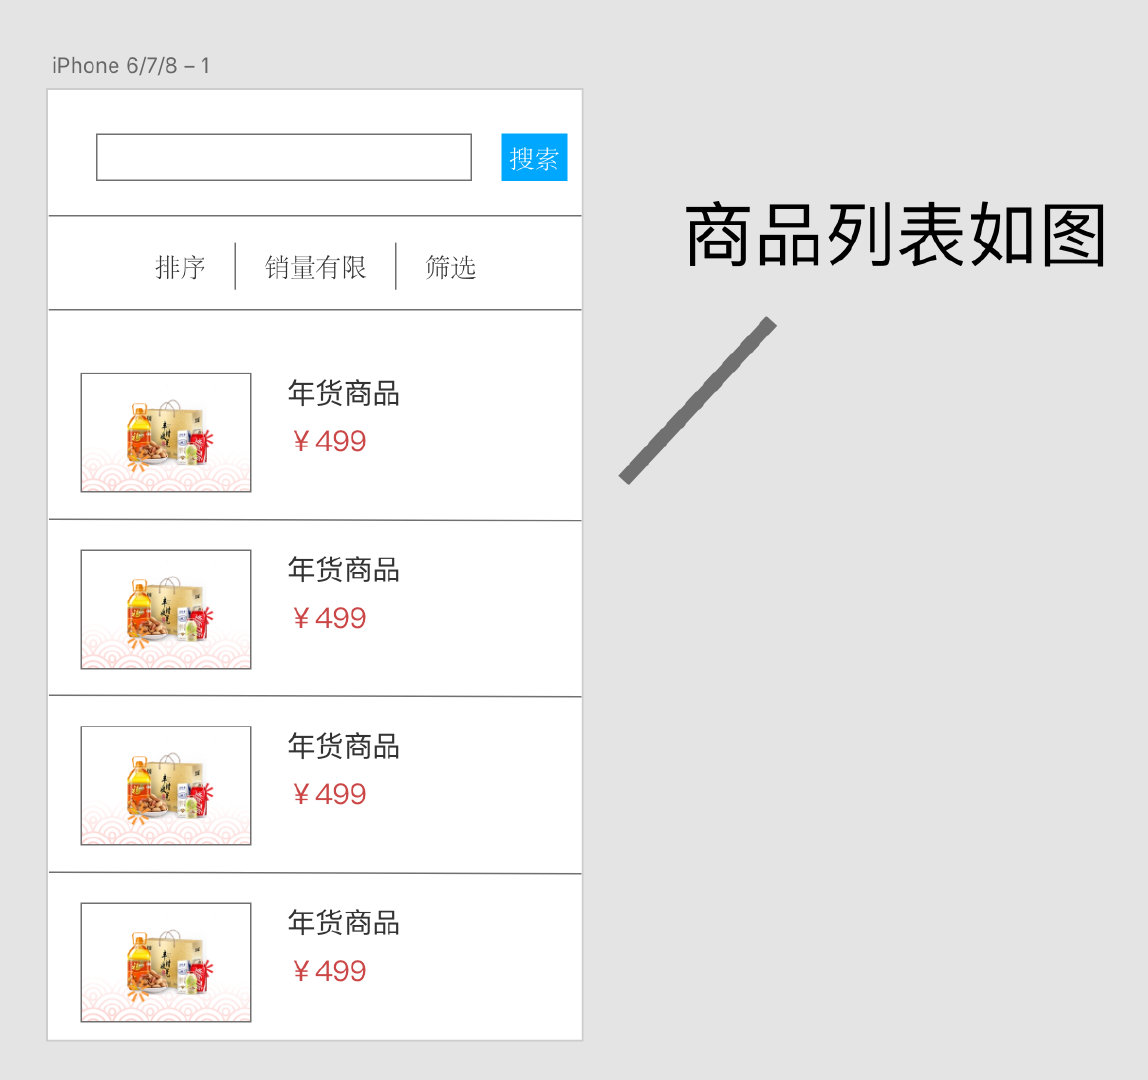 iPhone 6/7/8 – 1
搜索
商品列表如图
排序
销量有限
筛选
年货商品
￥499
年货商品
￥499
年货商品
￥499
年货商品
￥499